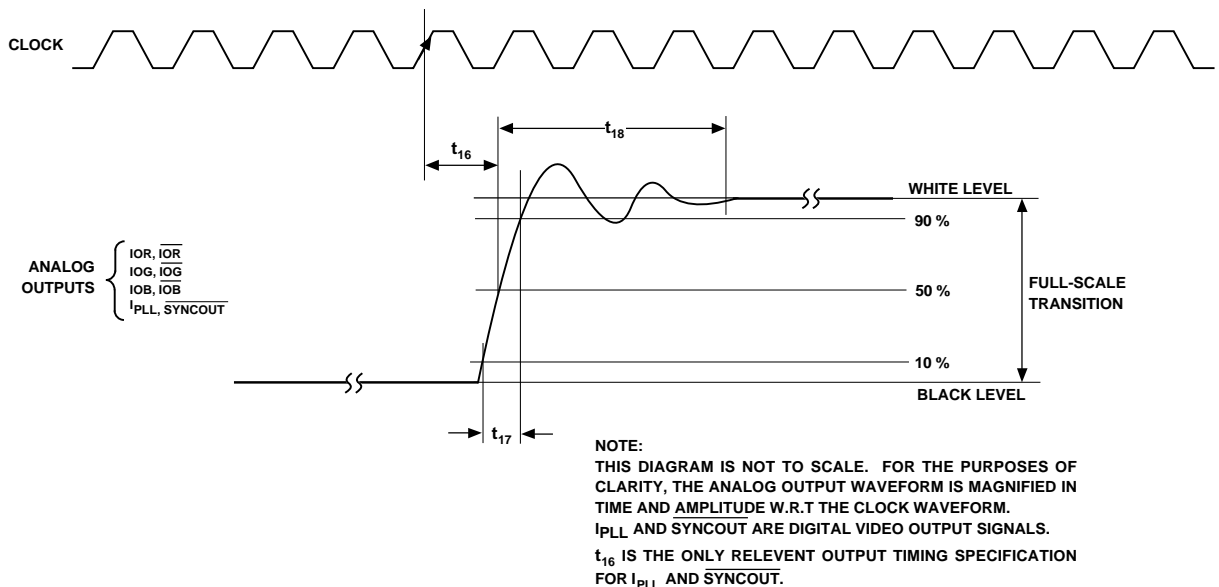 CLOCK
t18
t16
WHITE LEVEL
90 %
ANALOG
OUTPUTS
IOR, IOR
IOG, IOG
IOB, IOB
IPLL, SYNCOUT
50 %
FULL-SCALE
TRANSITION
10 %
BLACK LEVEL
t17
NOTE:
THIS DIAGRAM IS NOT TO SCALE. FOR THE PURPOSES OF
CLARITY, THE ANALOG OUTPUT WAVEFORM IS MAGNIFIED IN
TIME AND AMPLITUDE W.R.T THE CLOCK WAVEFORM.
IPLL AND SYNCOUT ARE DIGITAL VIDEO OUTPUT SIGNALS.
t16 IS THE ONLY RELEVENT OUTPUT TIMING SPECIFICATION
FOR IPLL AND SYNCOUT.